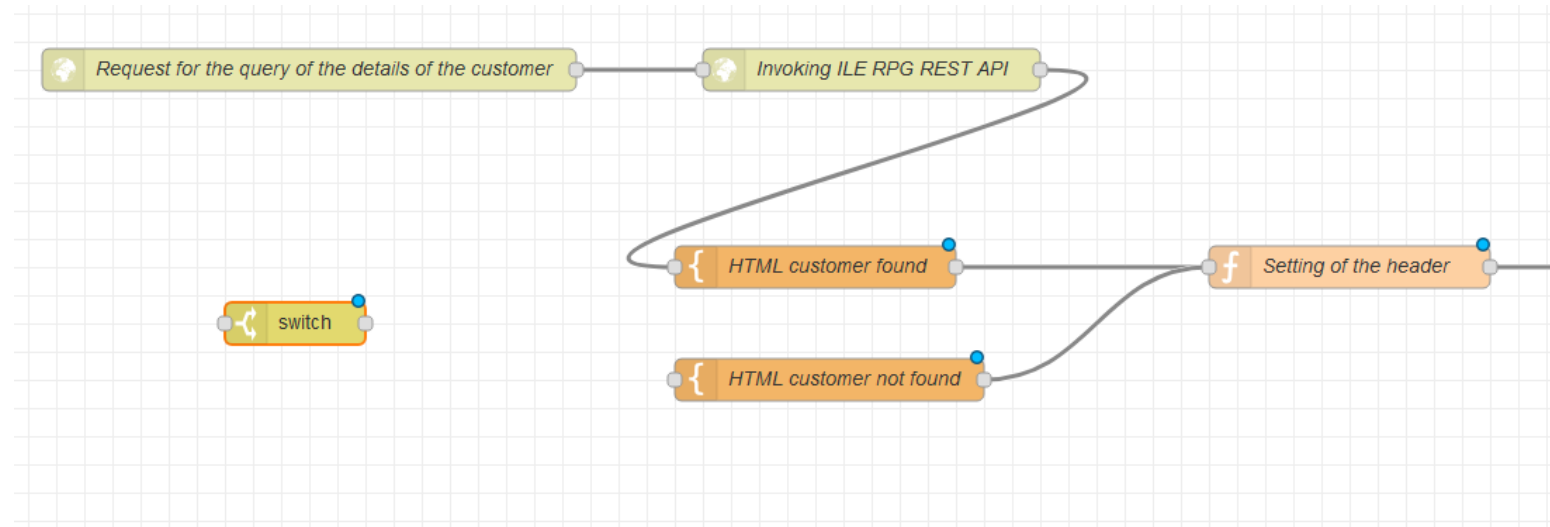 Request for the query of the details of the customer
Invoking ILE RPG REST API
HTML customer found
Setting of the header
switch
HTML customer not found